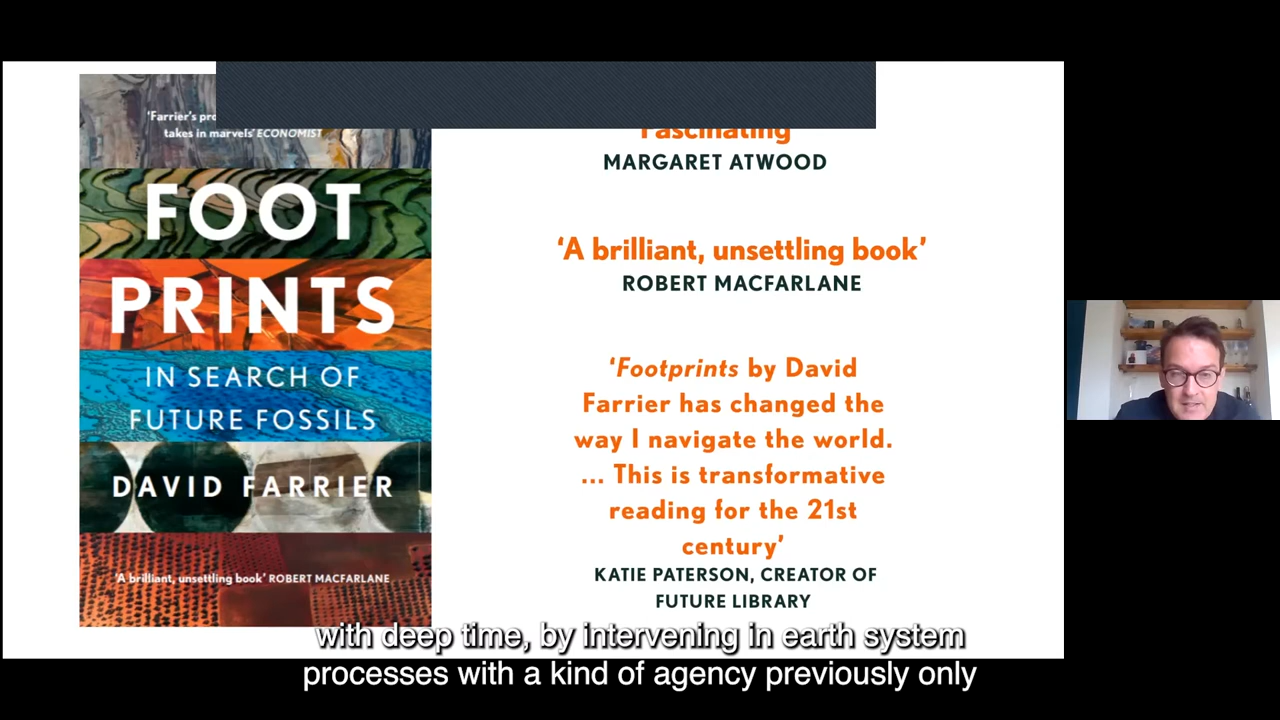 ‘Farrier’s pro
takes in marvels’ ECONOMIST
FOOT
PRINTS
IN SEARCH OF
FUTURE FOSSILS
DAVID FARRIER
‘A brilliant, unsettling book’ ROBERT MACFARLANE
Fascinating
MARGARET ATWOOD
‘A brilliant, unsettling book’
ROBERT MACFARLANE
‘Footprints by David
Farrier has changed the
way I navigate the world.
... This is transformative
reading for the 21st
century’
KATIE PATERSON, CREATOR OF
FUTURE LIBRARY
with deep time, by intervening in earth system
processes with a kind of agency previously only